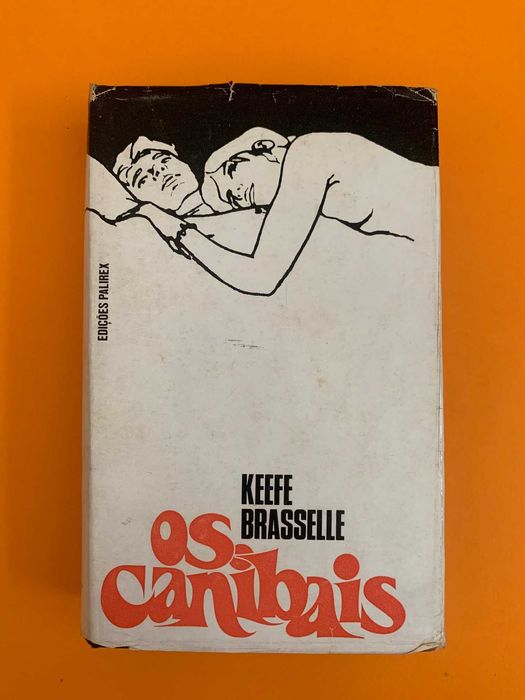 EDIÇÕES PALIREX
KEEFE
BRASSELLE
os
canibais